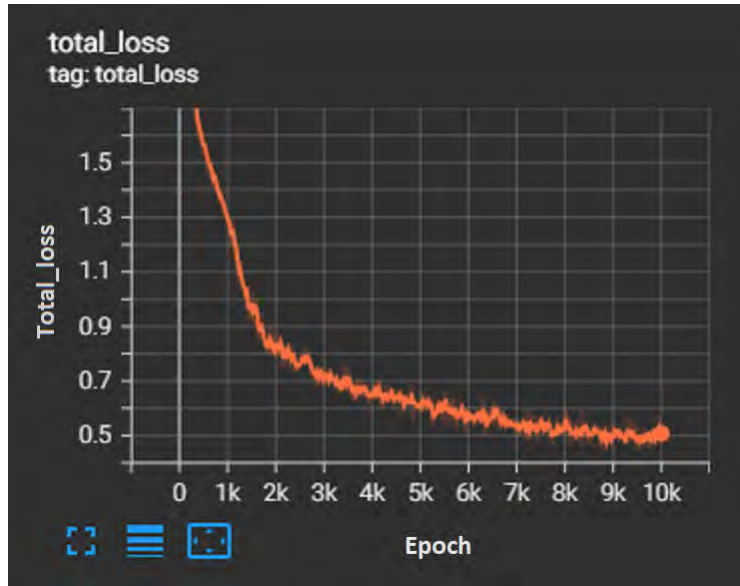 total_loss
tag: total_loss
Total_loss
1.5
1.3
1.1
0.9
0.7
0.5
0 1k 2k 3k 4k 5k 6k 7k 8k 9k 10k
Epoch